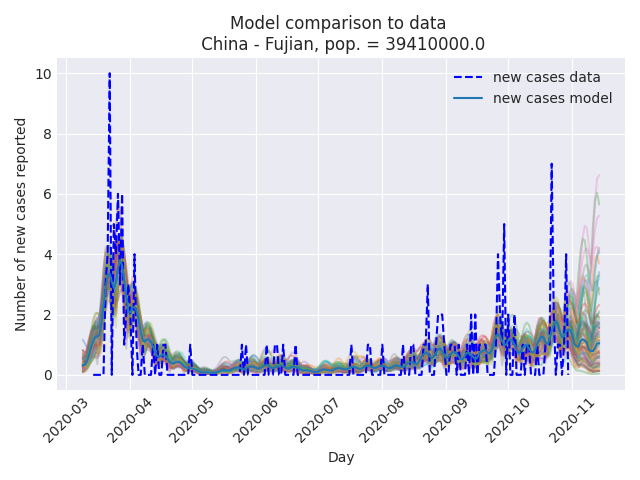 Model comparison to data
China - Fujian, pop. = 39410000.0
new cases data
new cases model
Number of new cases reported
10
8
6
4
2
0
2020-03
2020-04
2020-05
2020-06
2020-07
2020-08
2020-09
2020-10
2020-11
Day